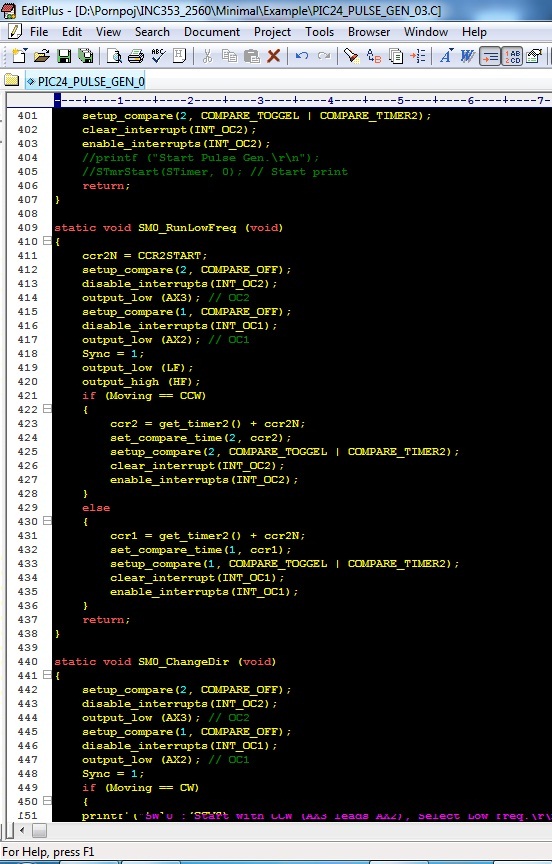 EditPlus - [D:\Pornpoj\INC353_2560\Minimal\Example\PIC24_PULSE_GEN_03.C]
File Edit View Search Document Project Tools Browser Window Help
PIC24_PULSE_GEN_0
----+----1----+----2----+----3----+----4----+----5----+----6----+----7-
401 setup_compare(2, COMPARE_TOGGEL | COMPARE_TIMER2);
402 clear_interrupt(INT_OC2);
403 enable_interrupts(INT_OC2);
404 //printf ("Start Pulse Gen.\r\n");
405 //STmrStart(STimer, 0); // Start print
406 return;
407 }
408
409 static void SM0_RunLowFreq (void)
410 {
411 ccr2N = CCR2START;
412 setup_compare(2, COMPARE_OFF);
413 disable_interrupts(INT_OC2);
414 output_low (AX3); // OC2
415 setup_compare(1, COMPARE_OFF);
416 disable_interrupts(INT_OC1);
417 output_low (AX2); // OC1
418 Sync = 1;
419 output_low (LF);
420 output_high (HF);
421 if (Moving == CCW)
422 {
423 ccr2 = get_timer2() + ccr2N;
424 set_compare_time(2, ccr2);
425 setup_compare(2, COMPARE_TOGGEL | COMPARE_TIMER2);
426 clear_interrupt(INT_OC2);
427 enable_interrupts(INT_OC2);
428 }
429 else
430 {
431 ccr1 = get_timer2() + ccr2N;
432 set_compare_time(1, ccr1);
433 setup_compare(1, COMPARE_TOGGEL | COMPARE_TIMER2);
434 clear_interrupt(INT_OC1);
435 enable_interrupts(INT_OC1);
436 }
437 return;
438 }
439
440 static void SM0_ChangeDir (void)
441 {
442 setup_compare(2, COMPARE_OFF);
443 disable_interrupts(INT_OC2);
444 output_low (AX3); // OC2
445 setup_compare(1, COMPARE_OFF);
446 disable_interrupts(INT_OC1);
447 output_low (AX2); // OC1
448 Sync = 1;
449 if (Moving == CW)
450 {
451 printf ("SW 0 : Start with CCW (AX3 leads AX2), Select Low freq.\r\
For Help, press F1